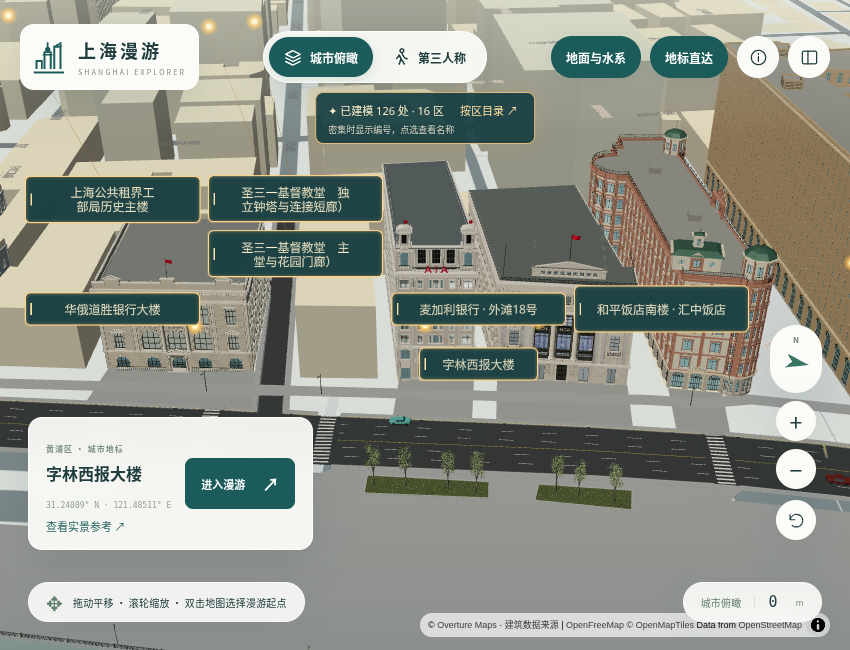 上海漫游
SHANGHAI EXPLORER
城市俯瞰
第三人称
地面与水系
地标直达
✦ 已建模 126 处 · 16 区 按区目录 ↗
密集时显示编号，点选查看名称
上海公共租界工
部局历史主楼
圣三一基督教堂 独
立钟塔与连接短廊）
圣三一基督教堂 主
堂与花园门廊）
华俄道胜银行大楼
麦加利银行 · 外滩18号
和平饭店南楼 · 汇中饭店
字林西报大楼
AIA
N
黄浦区 · 城市地标
字林西报大楼
31.24009° N · 121.48511° E
查看实景参考 ↗
进入漫游 ↗
+
−
拖动平移 · 滚轮缩放 · 双击地图选择漫游起点
城市俯瞰 0 m
© Overture Maps · 建筑数据来源 | OpenFreeMap © OpenMapTiles Data from OpenStreetMap